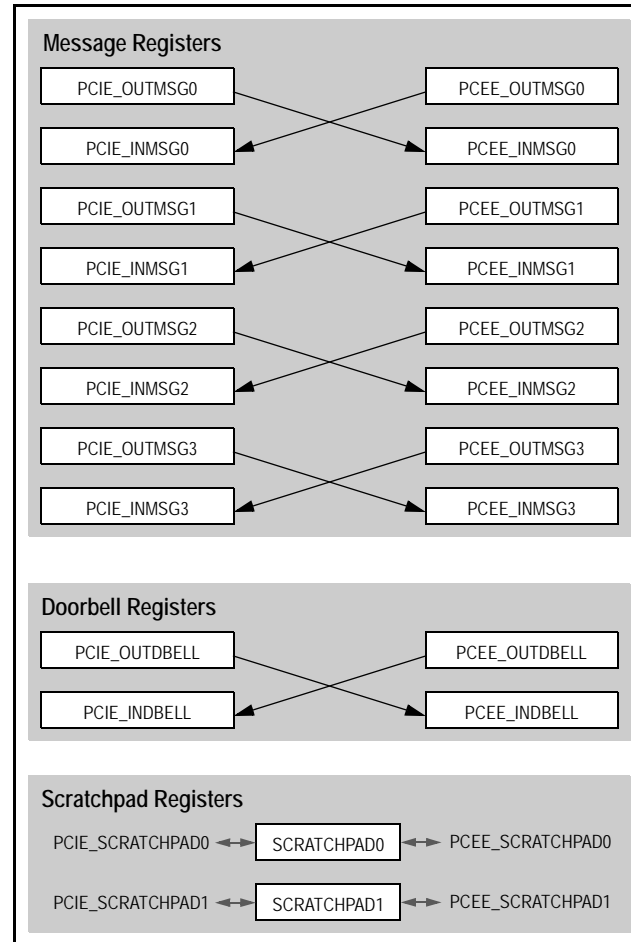 Message Registers
PCIE_OUTMSG0 PCEE_OUTMSG0
PCIE_INMSG0 PCEE_INMSG0
PCIE_OUTMSG1 PCEE_OUTMSG1
PCIE_INMSG1 PCEE_INMSG1
PCIE_OUTMSG2 PCEE_OUTMSG2
PCIE_INMSG2 PCEE_INMSG2
PCIE_OUTMSG3 PCEE_OUTMSG3
PCIE_INMSG3 PCEE_INMSG3
Doorbell Registers
PCIE_OUTDBELL PCEE_OUTDBELL
PCIE_INDBELL PCEE_INDBELL
Scratchpad Registers
PCIE_SCRATCHPAD0 SCRATCHPAD0 PCEE_SCRATCHPAD0
PCIE_SCRATCHPAD1 SCRATCHPAD1 PCEE_SCRATCHPAD1